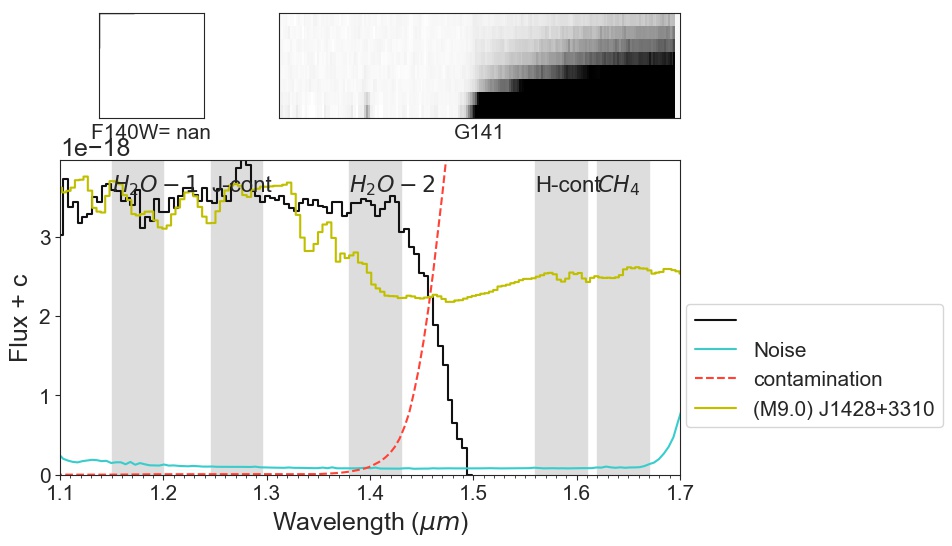 F140W= nan
G141
1e−18
H₂O − 1 J-cont H₂O − 2 H-cont CH₄
3
2
1
0
Flux + c
1.1 1.2 1.3 1.4 1.5 1.6 1.7
Wavelength (μm)
Noise
contamination
(M9.0) J1428+3310